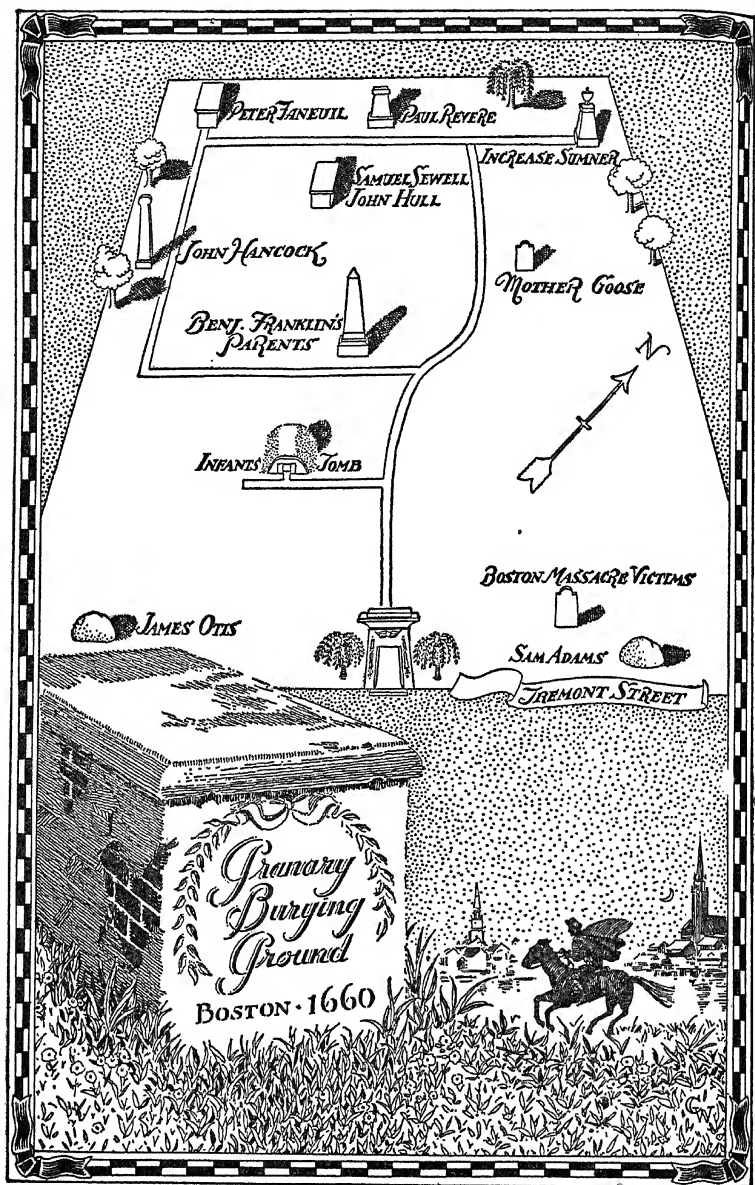 PETER FANEUIL
PAUL REVERE
INCREASE SUMNER
SAMUEL SEWELL
JOHN HULL
JOHN HANCOCK
MOTHER GOOSE
BENJ. FRANKLIN'S
PARENTS
N
INFANTS TOMB
BOSTON MASSACRE VICTIMS
JAMES OTIS
SAM ADAMS
TREMONT STREET
Granary
Burying
Ground
BOSTON · 1660